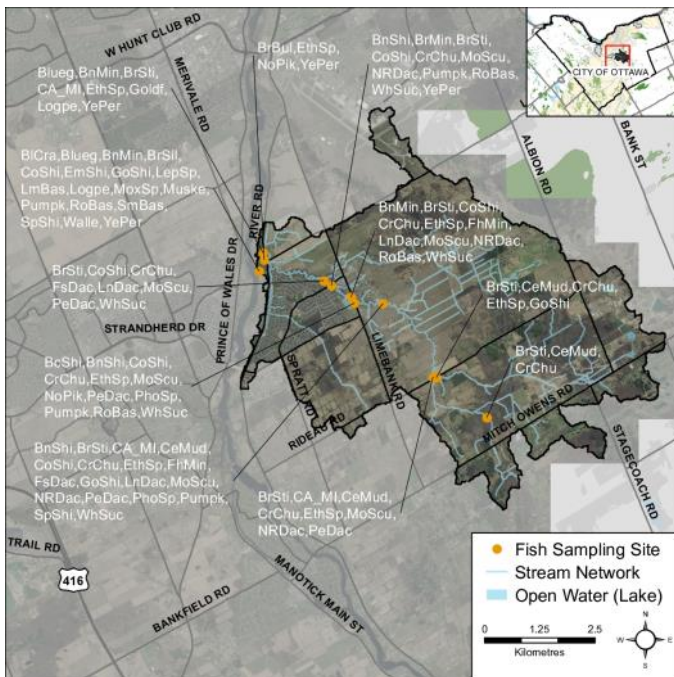 W HUNT CLUB RD
MERIVALE RD
BrBul,EthSp,
NoPik,YePer
BnShi,BrMin,BrSti,
CoShi,CrChu,MoScu,
NRDac,Pumpk,RoBas,
WhSuc,YePer
CITY OF OTTAWA
Blueg,BnMin,BrSti,
CA_MI,EthSp,Goldf,
Logpe,YePer
ALBION RD
BANK ST
BlCra,Blueg,BnMin,BrSil,
CoShi,EmShi,GoShi,LepSp,
LmBas,Logpe,MoxSp,Muske,
Pumpk,RoBas,SmBas,
SpShi,Walle,YePer
RIVER RD
PRINCE OF WALES DR
BnMin,BrSti,CoShi,
CrChu,EthSp,FhMin,
LnDac,MoScu,NRDac,
RoBas,WhSuc
BrSti,CoShi,CrChu,
FsDac,LnDac,MoScu,
PeDac,WhSuc
BrSti,CeMud,CrChu,
EthSp,GoShi
STRANDHERD DR
BrSti,CeMud,
CrChu
BcShi,BnShi,CoShi,
CrChu,EthSp,MoScu,
NoPik,PeDac,PhoSp,
Pumpk,RoBas,WhSuc
SPRATT RD
LIMEBANK RD
RIDEAU RD
MITCH OWENS RD
STAGECOACH RD
BnShi,BrSti,CA_MI,CeMud,
CoShi,CrChu,EthSp,FhMin,
FsDac,GoShi,LnDac,MoScu,
NRDac,PeDac,PhoSp,Pumpk,
SpShi,WhSuc
BrSti,CA_MI,CeMud,
CrChu,EthSp,MoScu,
NRDac,PeDac
TRAIL RD
416
BANKFIELD RD
MANOTICK MAIN ST
Fish Sampling Site
Stream Network
Open Water (Lake)
0 1.25 2.5
Kilometres
N
W E
S